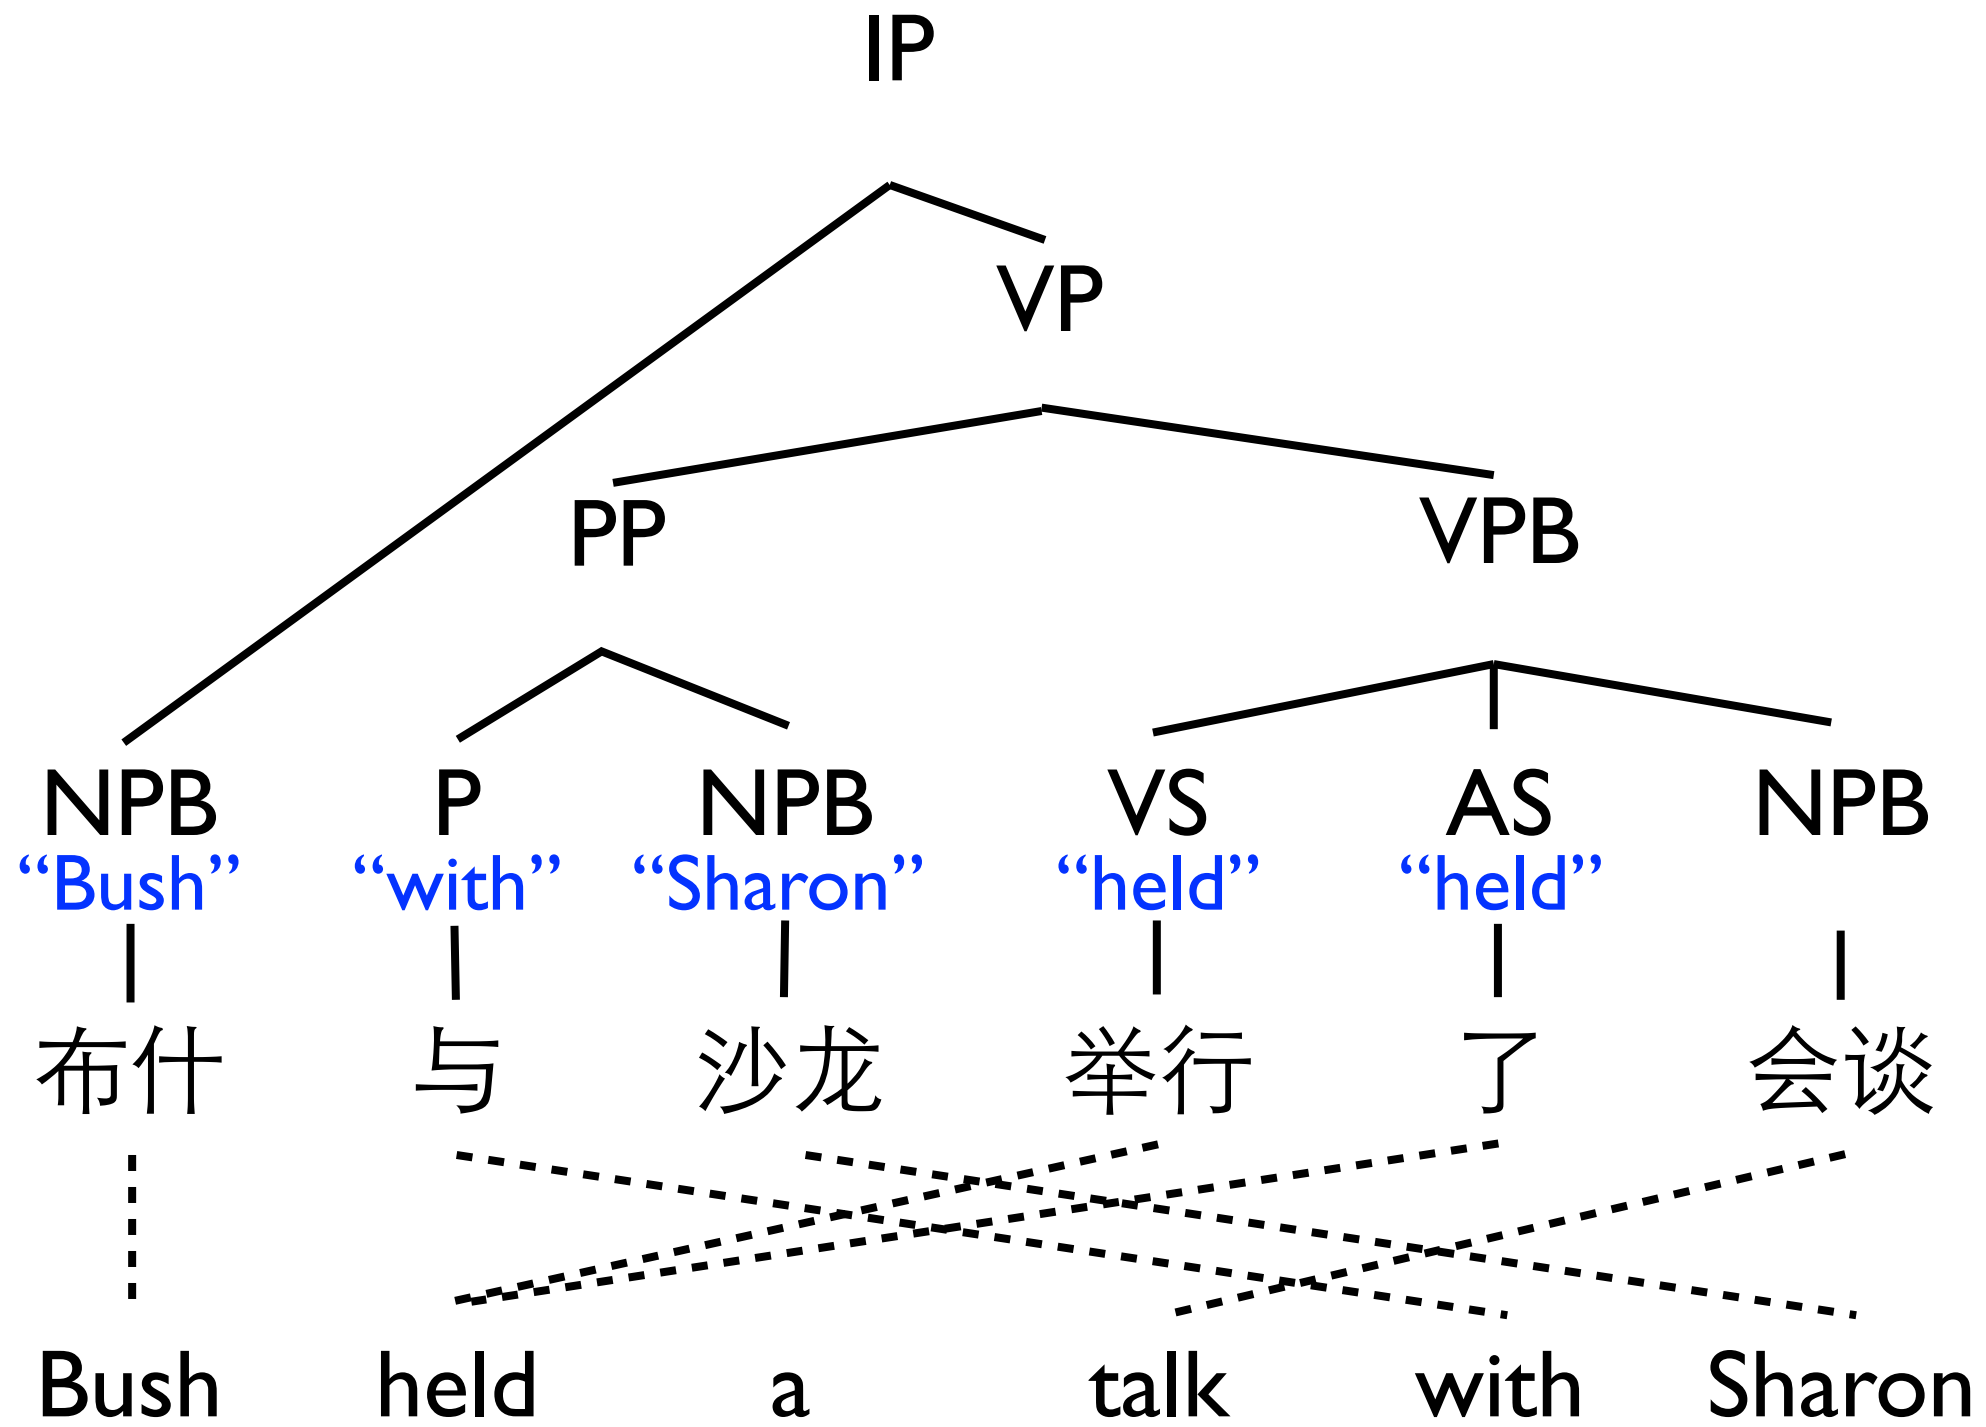 IP
VP
PP VPB
NPB P NPB VS AS NPB
“Bush” “with” “Sharon” “held” “held”
布什 与 沙龙 举行 了 会谈
Bush held a talk with Sharon